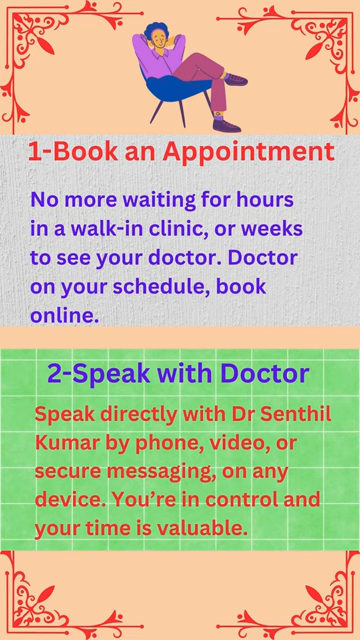 1-Book an Appointment
No more waiting for hours
in a walk-in clinic, or weeks
to see your doctor. Doctor
on your schedule, book
online.
2-Speak with Doctor
Speak directly with Dr Senthil
Kumar by phone, video, or
secure messaging, on any
device. You’re in control and
your time is valuable.